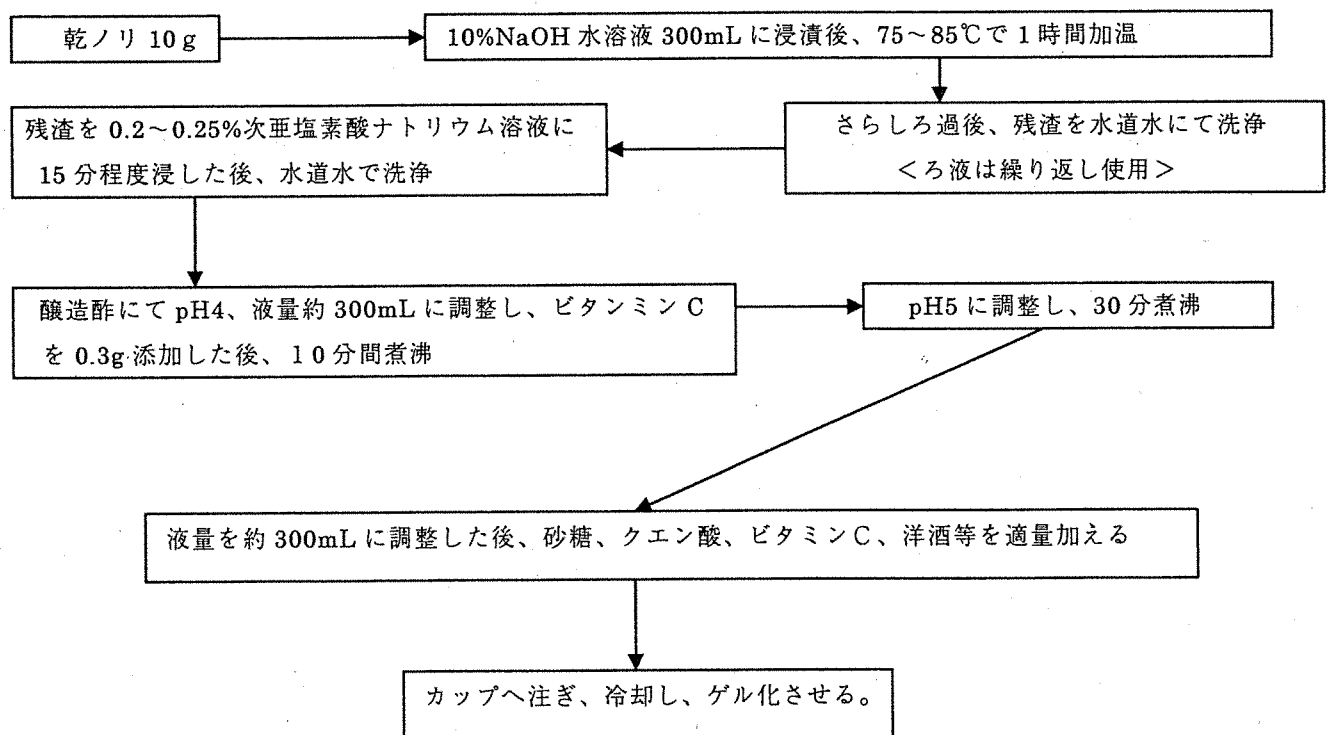 乾ノリ 10 g
10%NaOH 水溶液 300mL に浸漬後、75~85℃で 1 時間加温
さらしろ過後、残渣を水道水にて洗浄
<ろ液は繰り返し使用>
残渣を 0.2~0.25%次亜塩素酸ナトリウム溶液に
15 分程度浸した後、水道水で洗浄
醸造酢にて pH4、液量約 300mL に調整し、ビタンミン C
を 0.3g 添加した後、10分間煮沸
pH5 に調整し、30 分煮沸
液量を約 300mL に調整した後、砂糖、クエン酸、ビタミンC、洋酒等を適量加える
カップへ注ぎ、冷却し、ゲル化させる。